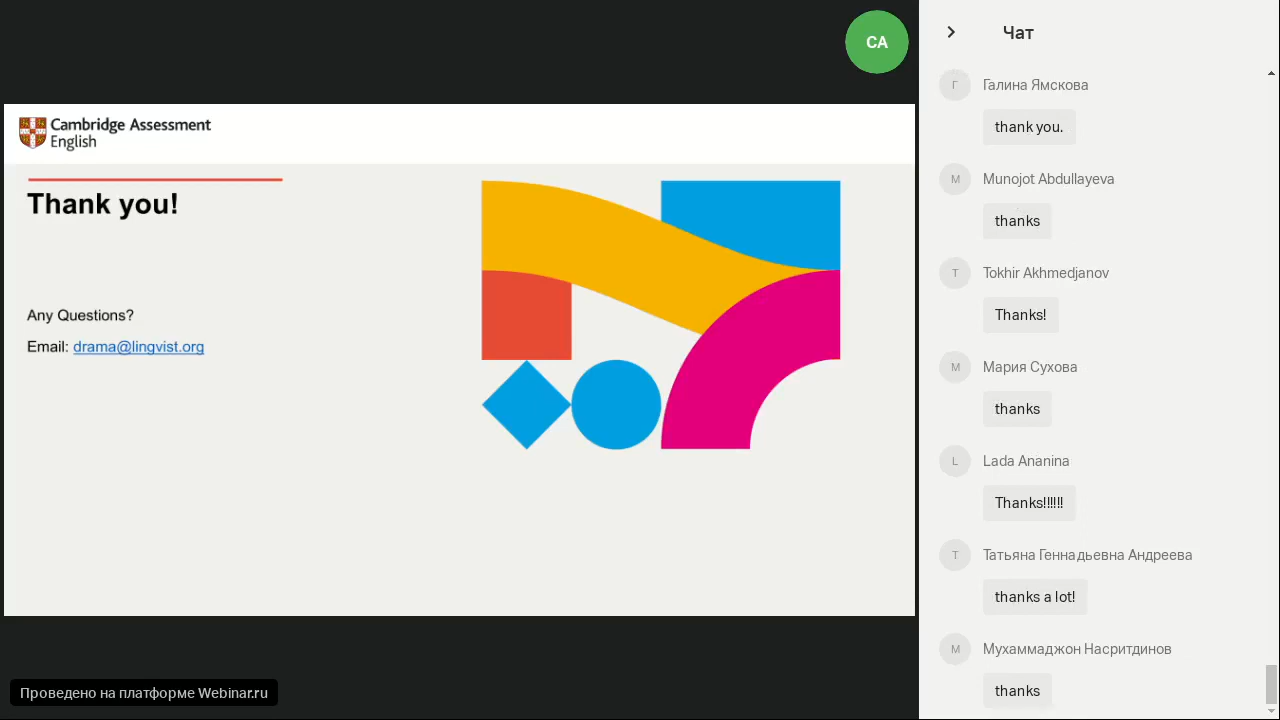 CA
Cambridge Assessment
English
Thank you!
Any Questions?
Email: drama@lingvist.org
Проведено на платформе Webinar.ru
Чат
Г
Галина Ямскова
thank you.
M
Munojot Abdullayeva
thanks
T
Tokhir Akhmedjanov
Thanks!
М
Мария Сухова
thanks
L
Lada Ananina
Thanks!!!!!!
Т
Татьяна Геннадьевна Андреева
thanks a lot!
М
Мухаммаджон Насритдинов
thanks